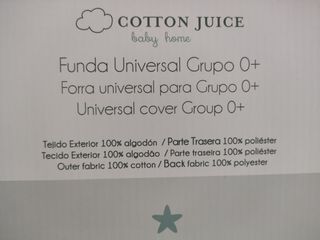 COTTON JUICE
baby home
Funda Universal Grupo 0+
Forra universal para Grupo 0+
Universal cover Group 0+
Tejido Exterior 100% algodón / Parte Trasera 100% poliéster
Tecido Exterior 100% algodão / Parte traseira 100% poliéster
Outer fabric 100% cotton / Back fabric 100% polyester